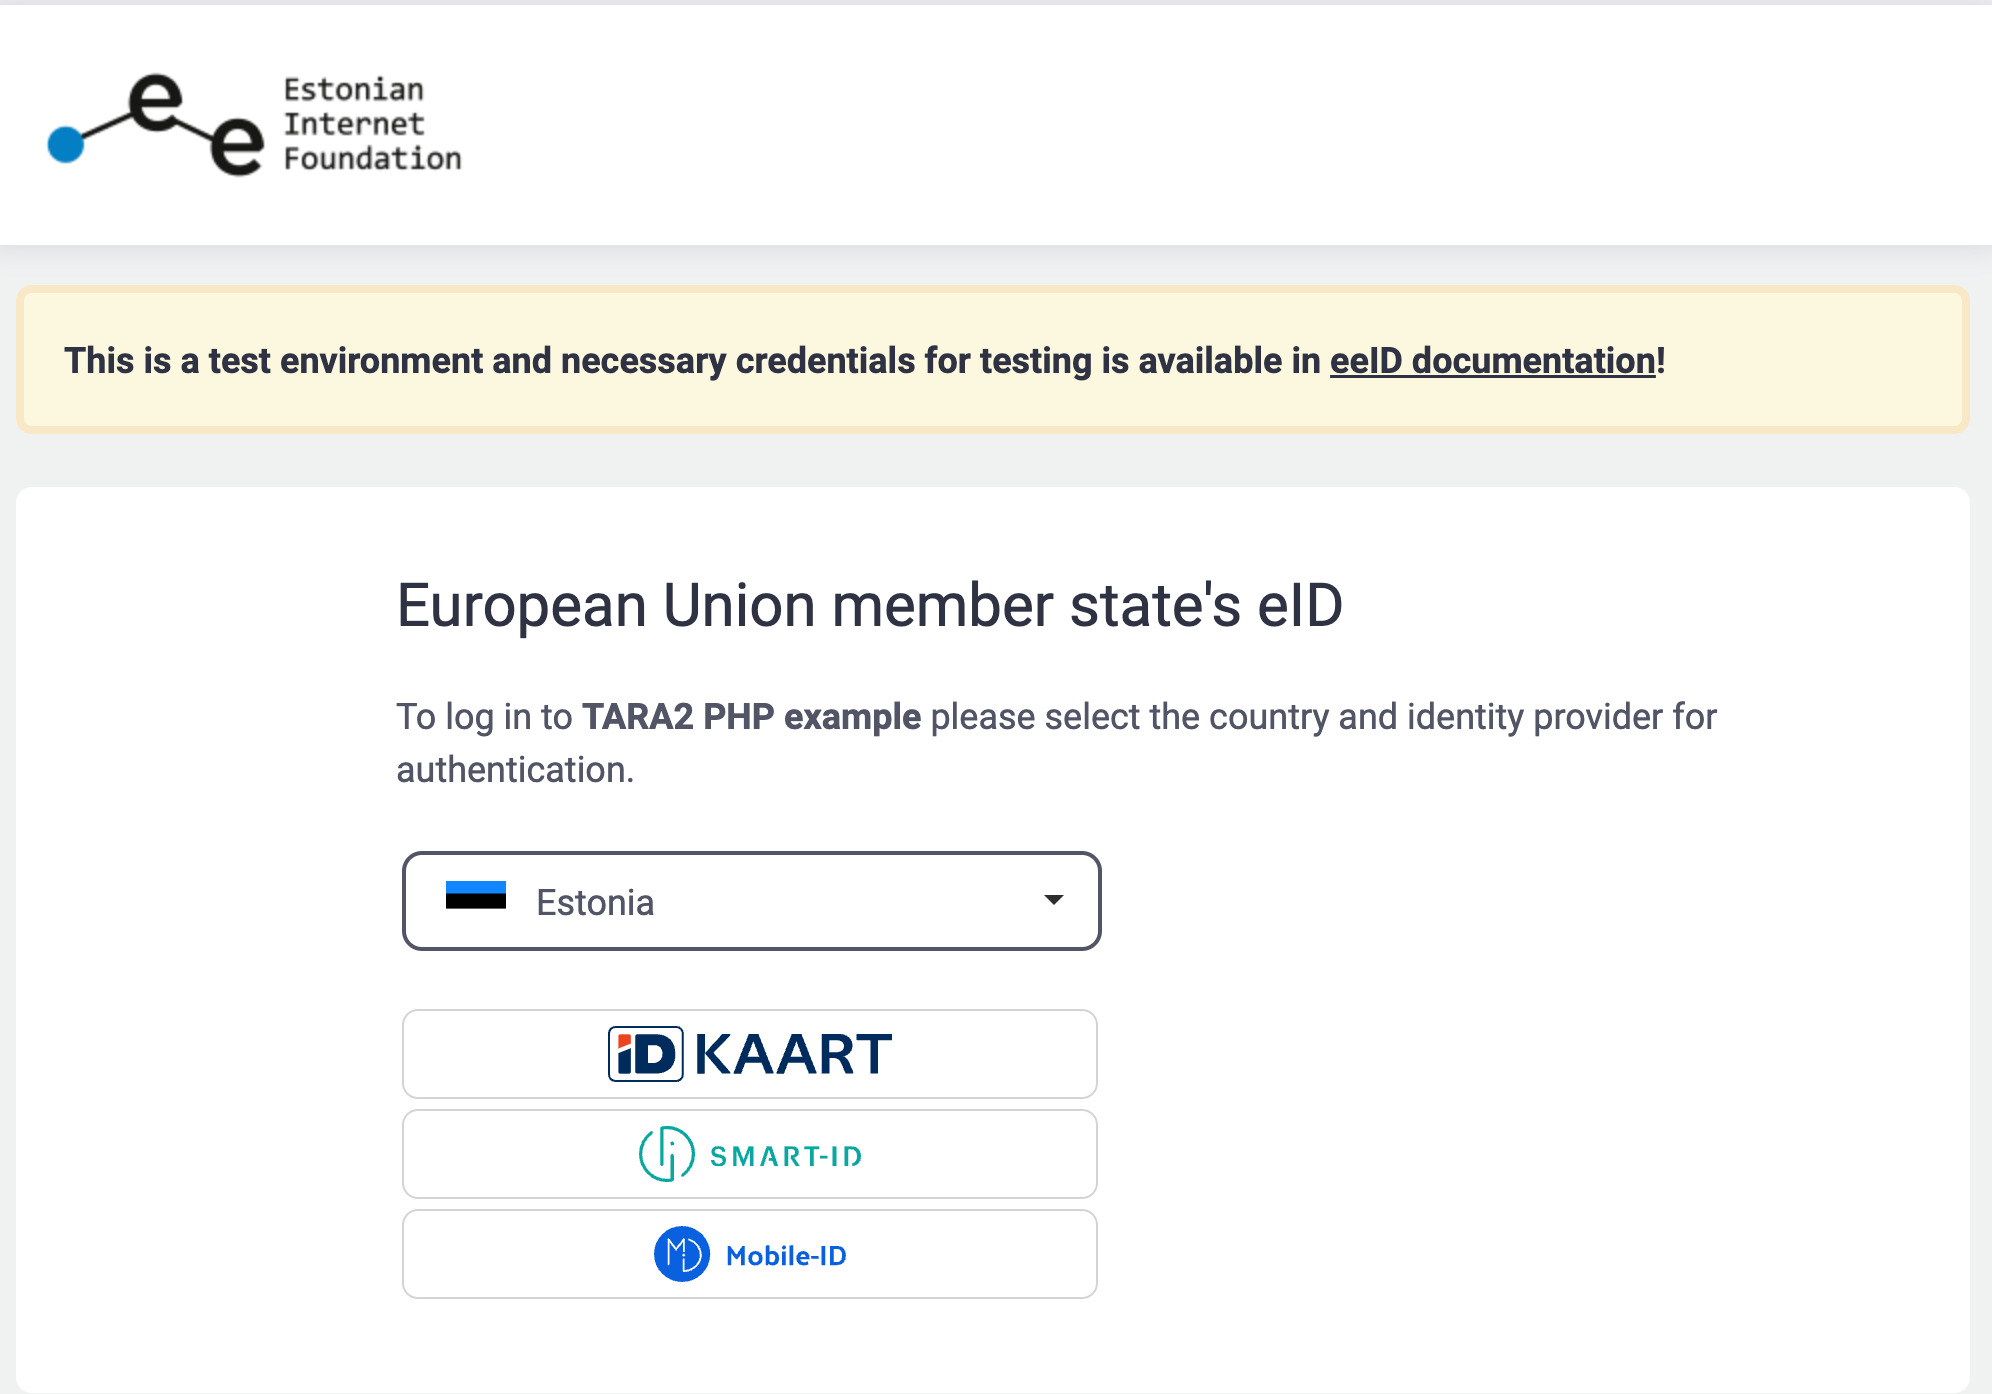 ee
Estonian
Internet
Foundation
This is a test environment and necessary credentials for testing is available in eeID documentation!
European Union member state's eID
To log in to TARA2 PHP example please select the country and identity provider for
authentication.
Estonia
iD KAART
SMART-ID
MiD Mobile-ID